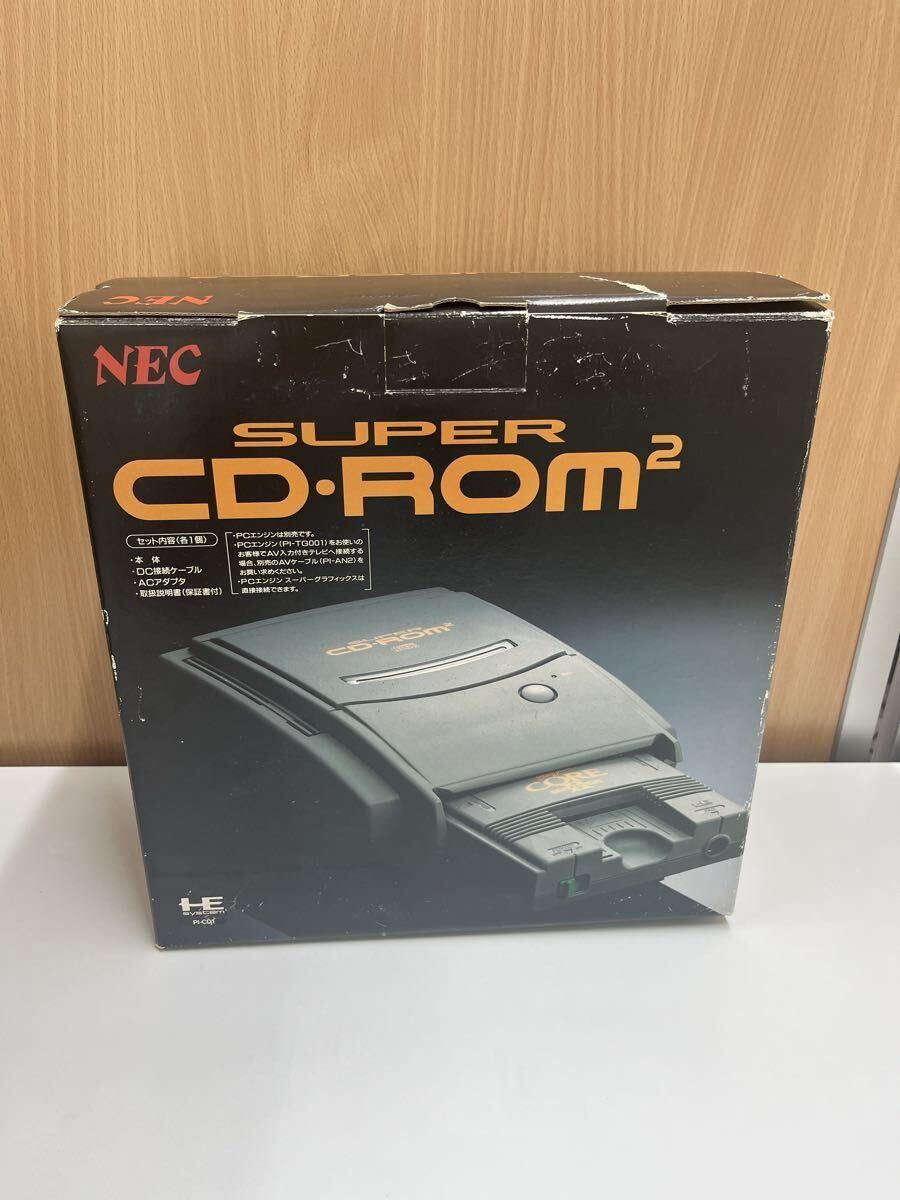 NEC
NEC
SUPER
CD・ROM²
セット内容(各1個)
・本 体
・DC接続ケーブル
・ACアダプタ
・取扱説明書(保証書付)
・PCエンジンは別売です。
・PCエンジン(PI-TG001)をお使いの
お客様でAV入力付きテレビへ接続する
場合、別売のAVケーブル(PI-AN2)を
お買い求めください。
・PCエンジン スーパーグラフィックスは
直接接続できます。
SUPER
CD・ROM²
CORE
HE
system
PI-CD1